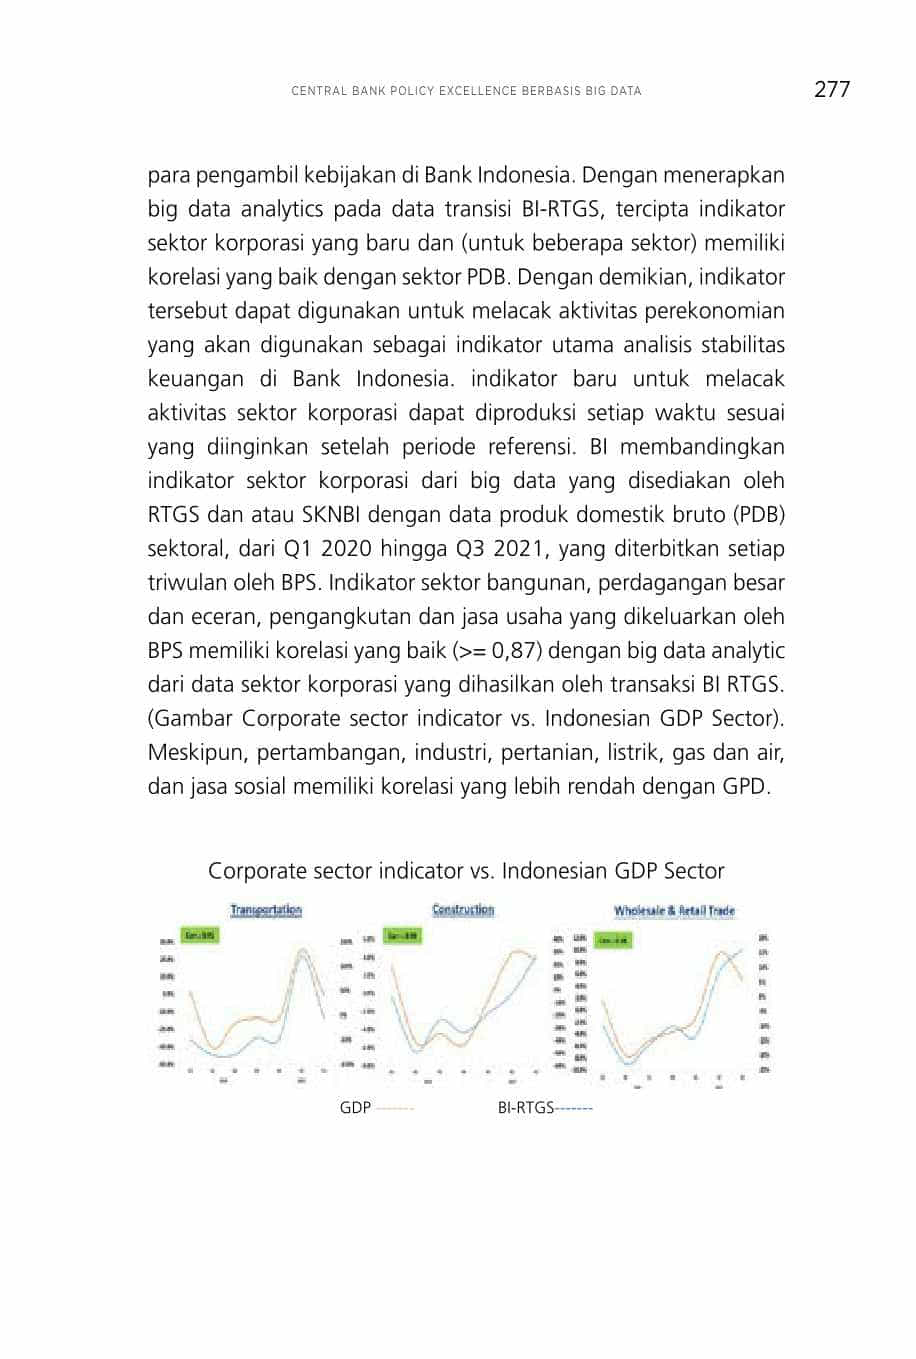 CENTRAL BANK POLICY EXCELLENCE BERBASIS BIG DATA 277
para pengambil kebijakan di Bank Indonesia. Dengan menerapkan
big data analytics pada data transisi BI-RTGS, tercipta indikator
sektor korporasi yang baru dan (untuk beberapa sektor) memiliki
korelasi yang baik dengan sektor PDB. Dengan demikian, indikator
tersebut dapat digunakan untuk melacak aktivitas perekonomian
yang akan digunakan sebagai indikator utama analisis stabilitas
keuangan di Bank Indonesia. indikator baru untuk melacak
aktivitas sektor korporasi dapat diproduksi setiap waktu sesuai
yang diinginkan setelah periode referensi. BI membandingkan
indikator sektor korporasi dari big data yang disediakan oleh
RTGS dan atau SKNBI dengan data produk domestik bruto (PDB)
sektoral, dari Q1 2020 hingga Q3 2021, yang diterbitkan setiap
triwulan oleh BPS. Indikator sektor bangunan, perdagangan besar
dan eceran, pengangkutan dan jasa usaha yang dikeluarkan oleh
BPS memiliki korelasi yang baik (>= 0,87) dengan big data analytic
dari data sektor korporasi yang dihasilkan oleh transaksi BI RTGS.
(Gambar Corporate sector indicator vs. Indonesian GDP Sector).
Meskipun, pertambangan, industri, pertanian, listrik, gas dan air,
dan jasa sosial memiliki korelasi yang lebih rendah dengan GPD.
Corporate sector indicator vs. Indonesian GDP Sector
Transportation Construction Wholesale & Retail Trade
GDP ------- BI-RTGS-------